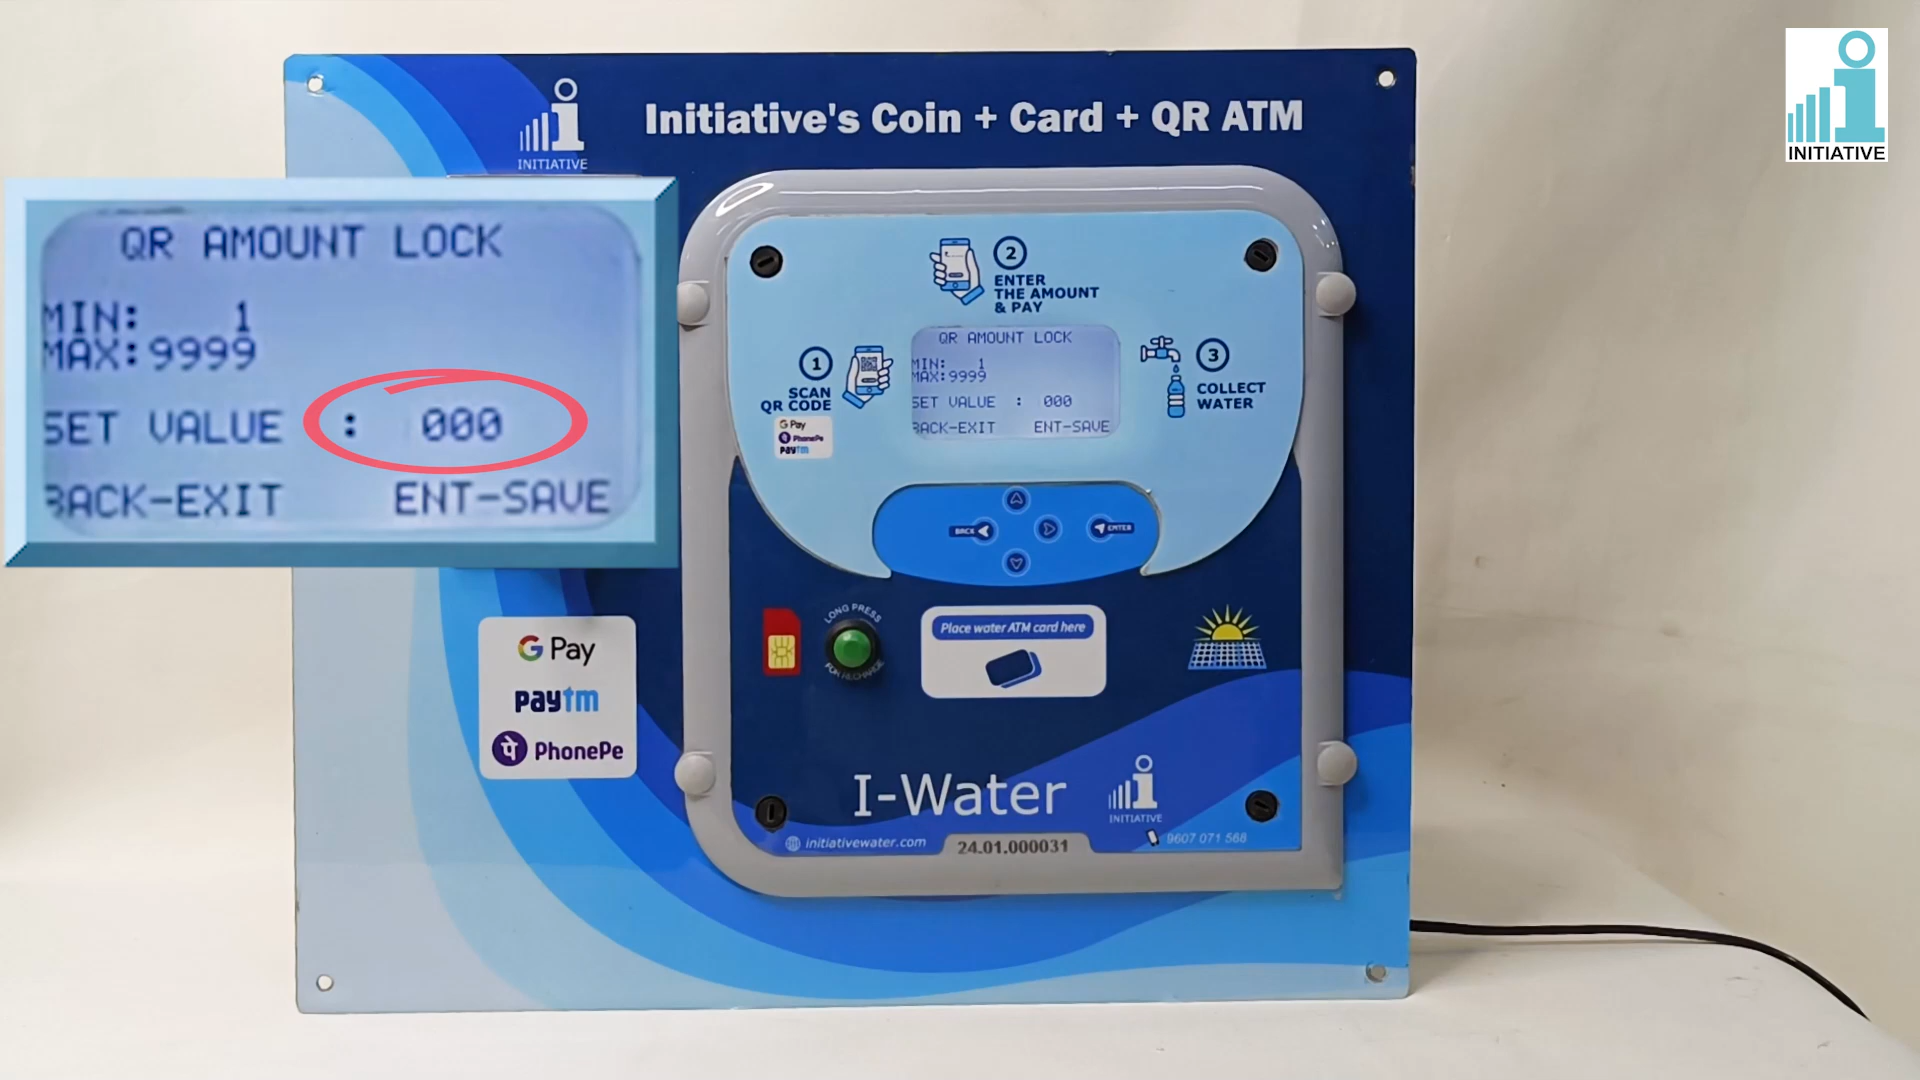 INITIATIVE
Initiative's Coin + Card + QR ATM
INITIATIVE
QR AMOUNT LOCK
MIN: 1
MAX:9999
SET VALUE : 000
BACK-EXIT ENT-SAVE
2
ENTER
THE AMOUNT
& PAY
1
SCAN
QR CODE
G Pay
PhonePe
paytm
QR AMOUNT LOCK
MIN: 1
MAX:9999
SET VALUE : 000
BACK-EXIT ENT-SAVE
3
COLLECT
WATER
BACK
ENTER
LONG PRESS
FOR RECHARGE
Place water ATM card here
G Pay
paytm
पे PhonePe
I-Water
INITIATIVE
initiativewater.com
24.01.000031
9607 071 568